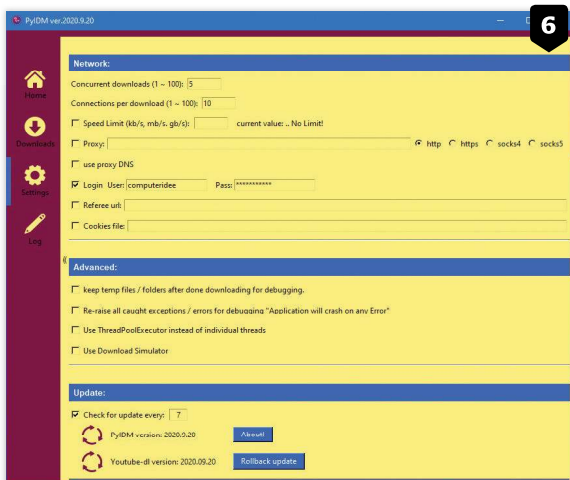 PyIDM ver.2020.9.20
6
Home
Downloads
Settings
Log
Network:
Concurrent downloads (1 ~ 100): 5
Connections per download (1 ~ 100): 10
Speed Limit (kb/s, mb/s. gb/s): current value: .. No Limit!
Proxy: http https socks4 socks5
use proxy DNS
Login User: computeridee Pass: ***********
Referee url:
Cookies file:
Advanced:
keep temp files / folders after done downloading for debugging.
Re-raise all caught exceptions / errors for debugging "Application will crash on any Error"
Use ThreadPoolExecutor instead of individual threads
Use Download Simulator
Update:
Check for update every: 7
PyIDM version: 2020.9.20 About!
Youtube-dl version: 2020.09.20 Rollback update